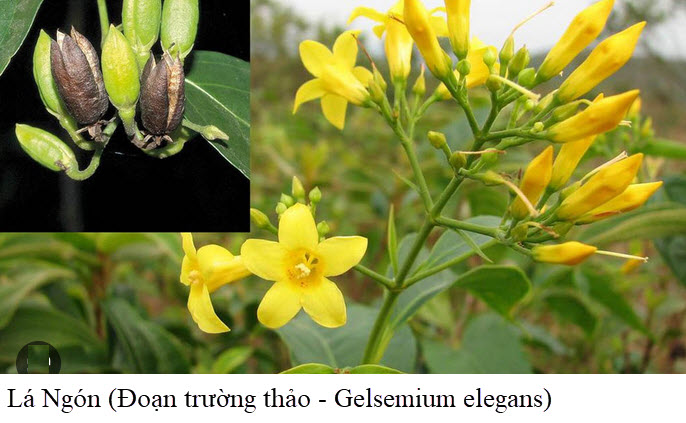 Lá Ngón (Đoạn trường thảo - Gelsemium elegans)